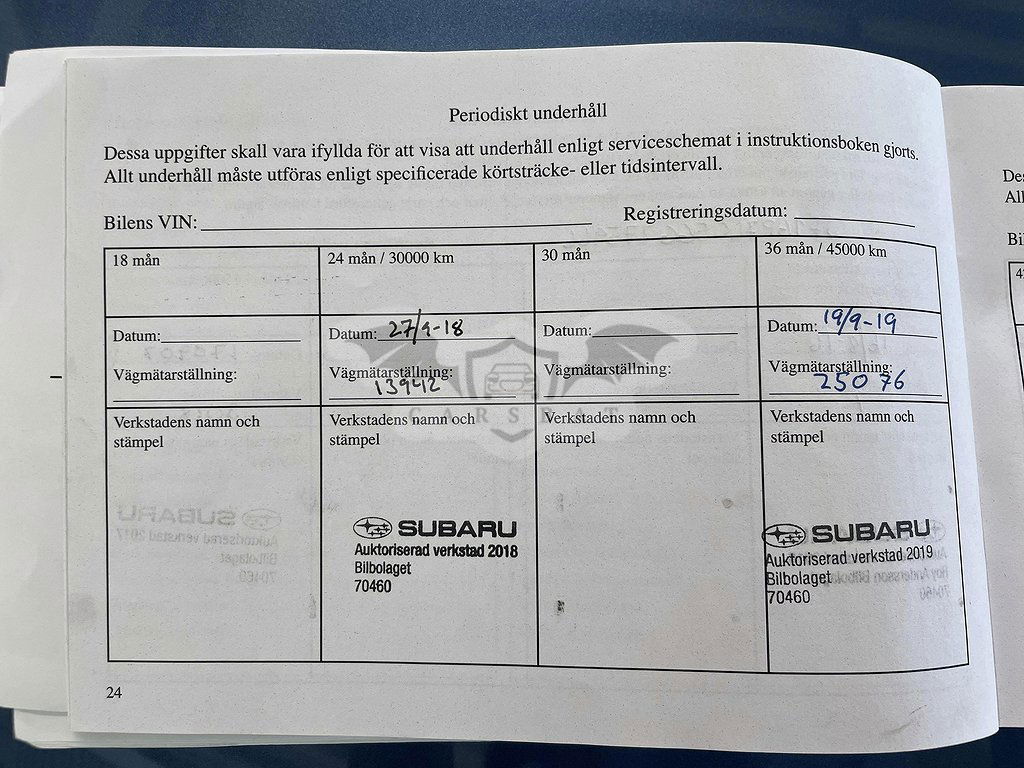 Periodiskt underhåll
Dessa uppgifter skall vara ifyllda för att visa att underhåll enligt serviceschemat i instruktionsboken gjorts.
Allt underhåll måste utföras enligt specificerade körtsträcke- eller tidsintervall.
Bilens VIN:
Registreringsdatum:
18 mån
24 mån / 30000 km
30 mån
36 mån / 45000 km
Datum:
Datum: 27/9-18
Datum:
Datum: 19/9-19
Vägmätarställning:
Vägmätarställning:
Vägmätarställning:
Vägmätarställning:
13942
25076
CARSBAT
Verkstadens namn och
stämpel
Verkstadens namn och
stämpel
Verkstadens namn och
stämpel
Verkstadens namn och
stämpel
SUBARU
Auktoriserad verkstad 2018
Bilbolaget
70460
SUBARU
Auktoriserad verkstad 2019
Bilbolaget
70460
24